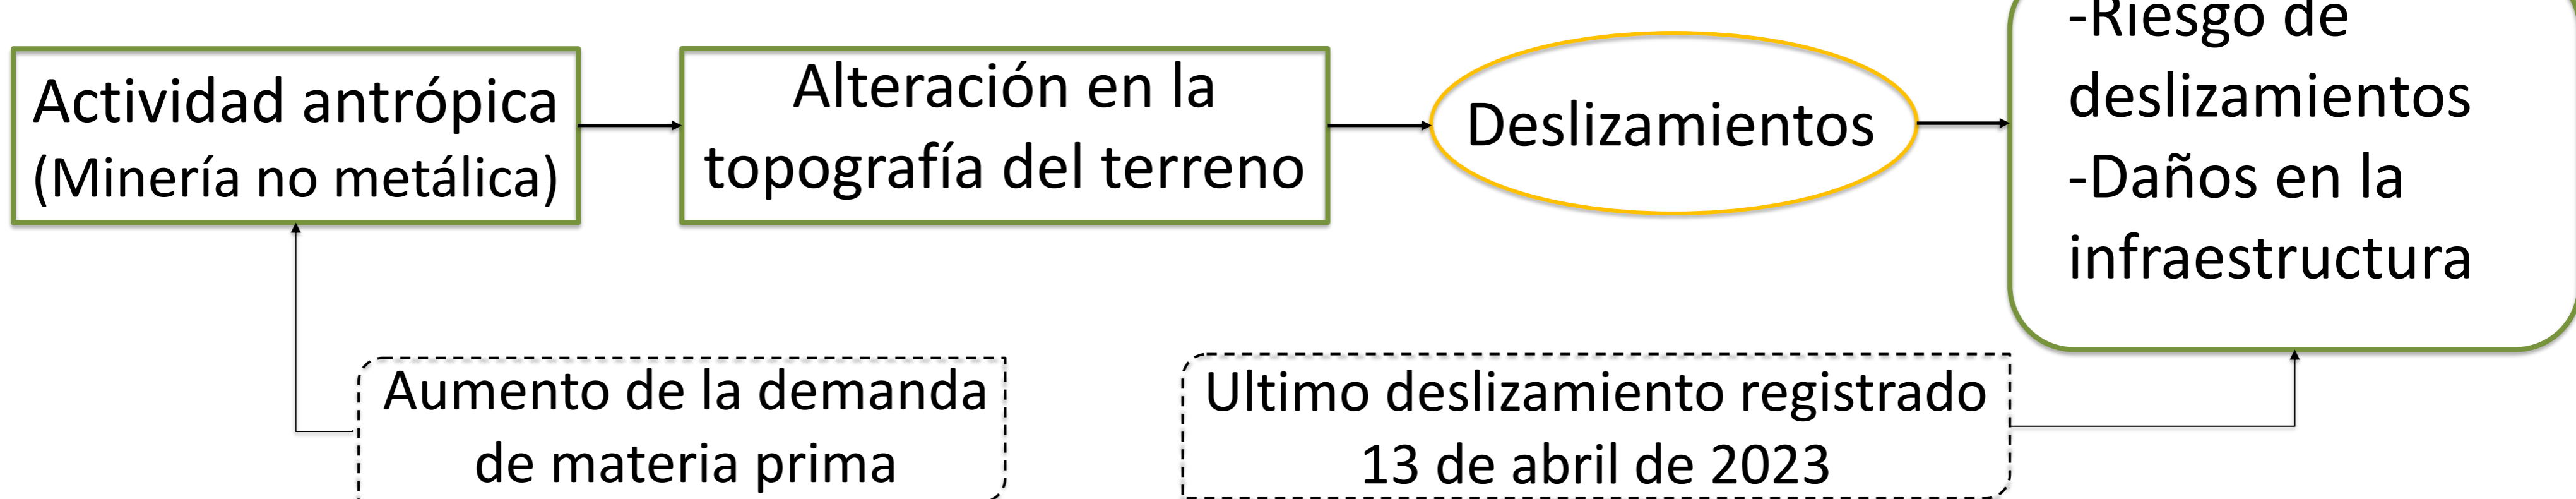 Actividad antrópica
(Minería no metálica)
Alteración en la
topografía del terreno
Deslizamientos
-Riesgo de
deslizamientos
-Daños en la
infraestructura
Aumento de la demanda
de materia prima
Ultimo deslizamiento registrado
13 de abril de 2023